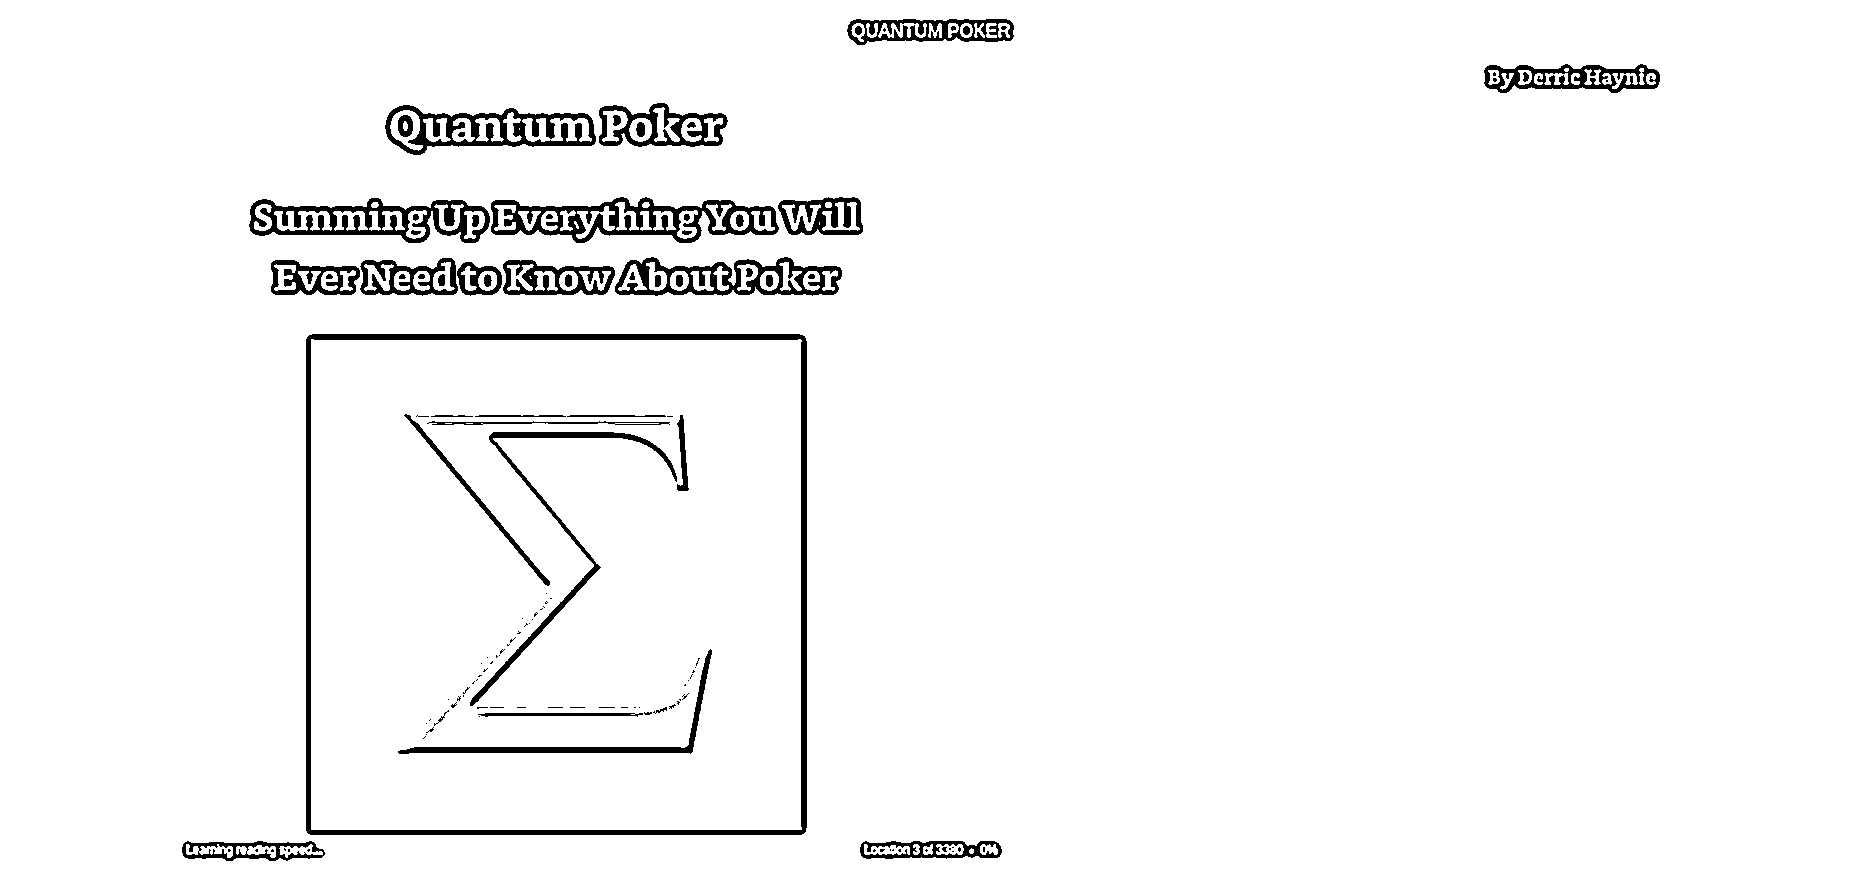 QUANTUM POKER
Quantum Poker
Summing Up Everything You Will
Ever Need to Know About Poker
Σ
By Derric Haynie
Learning reading speed...
Location 3 of 3380 • 0%